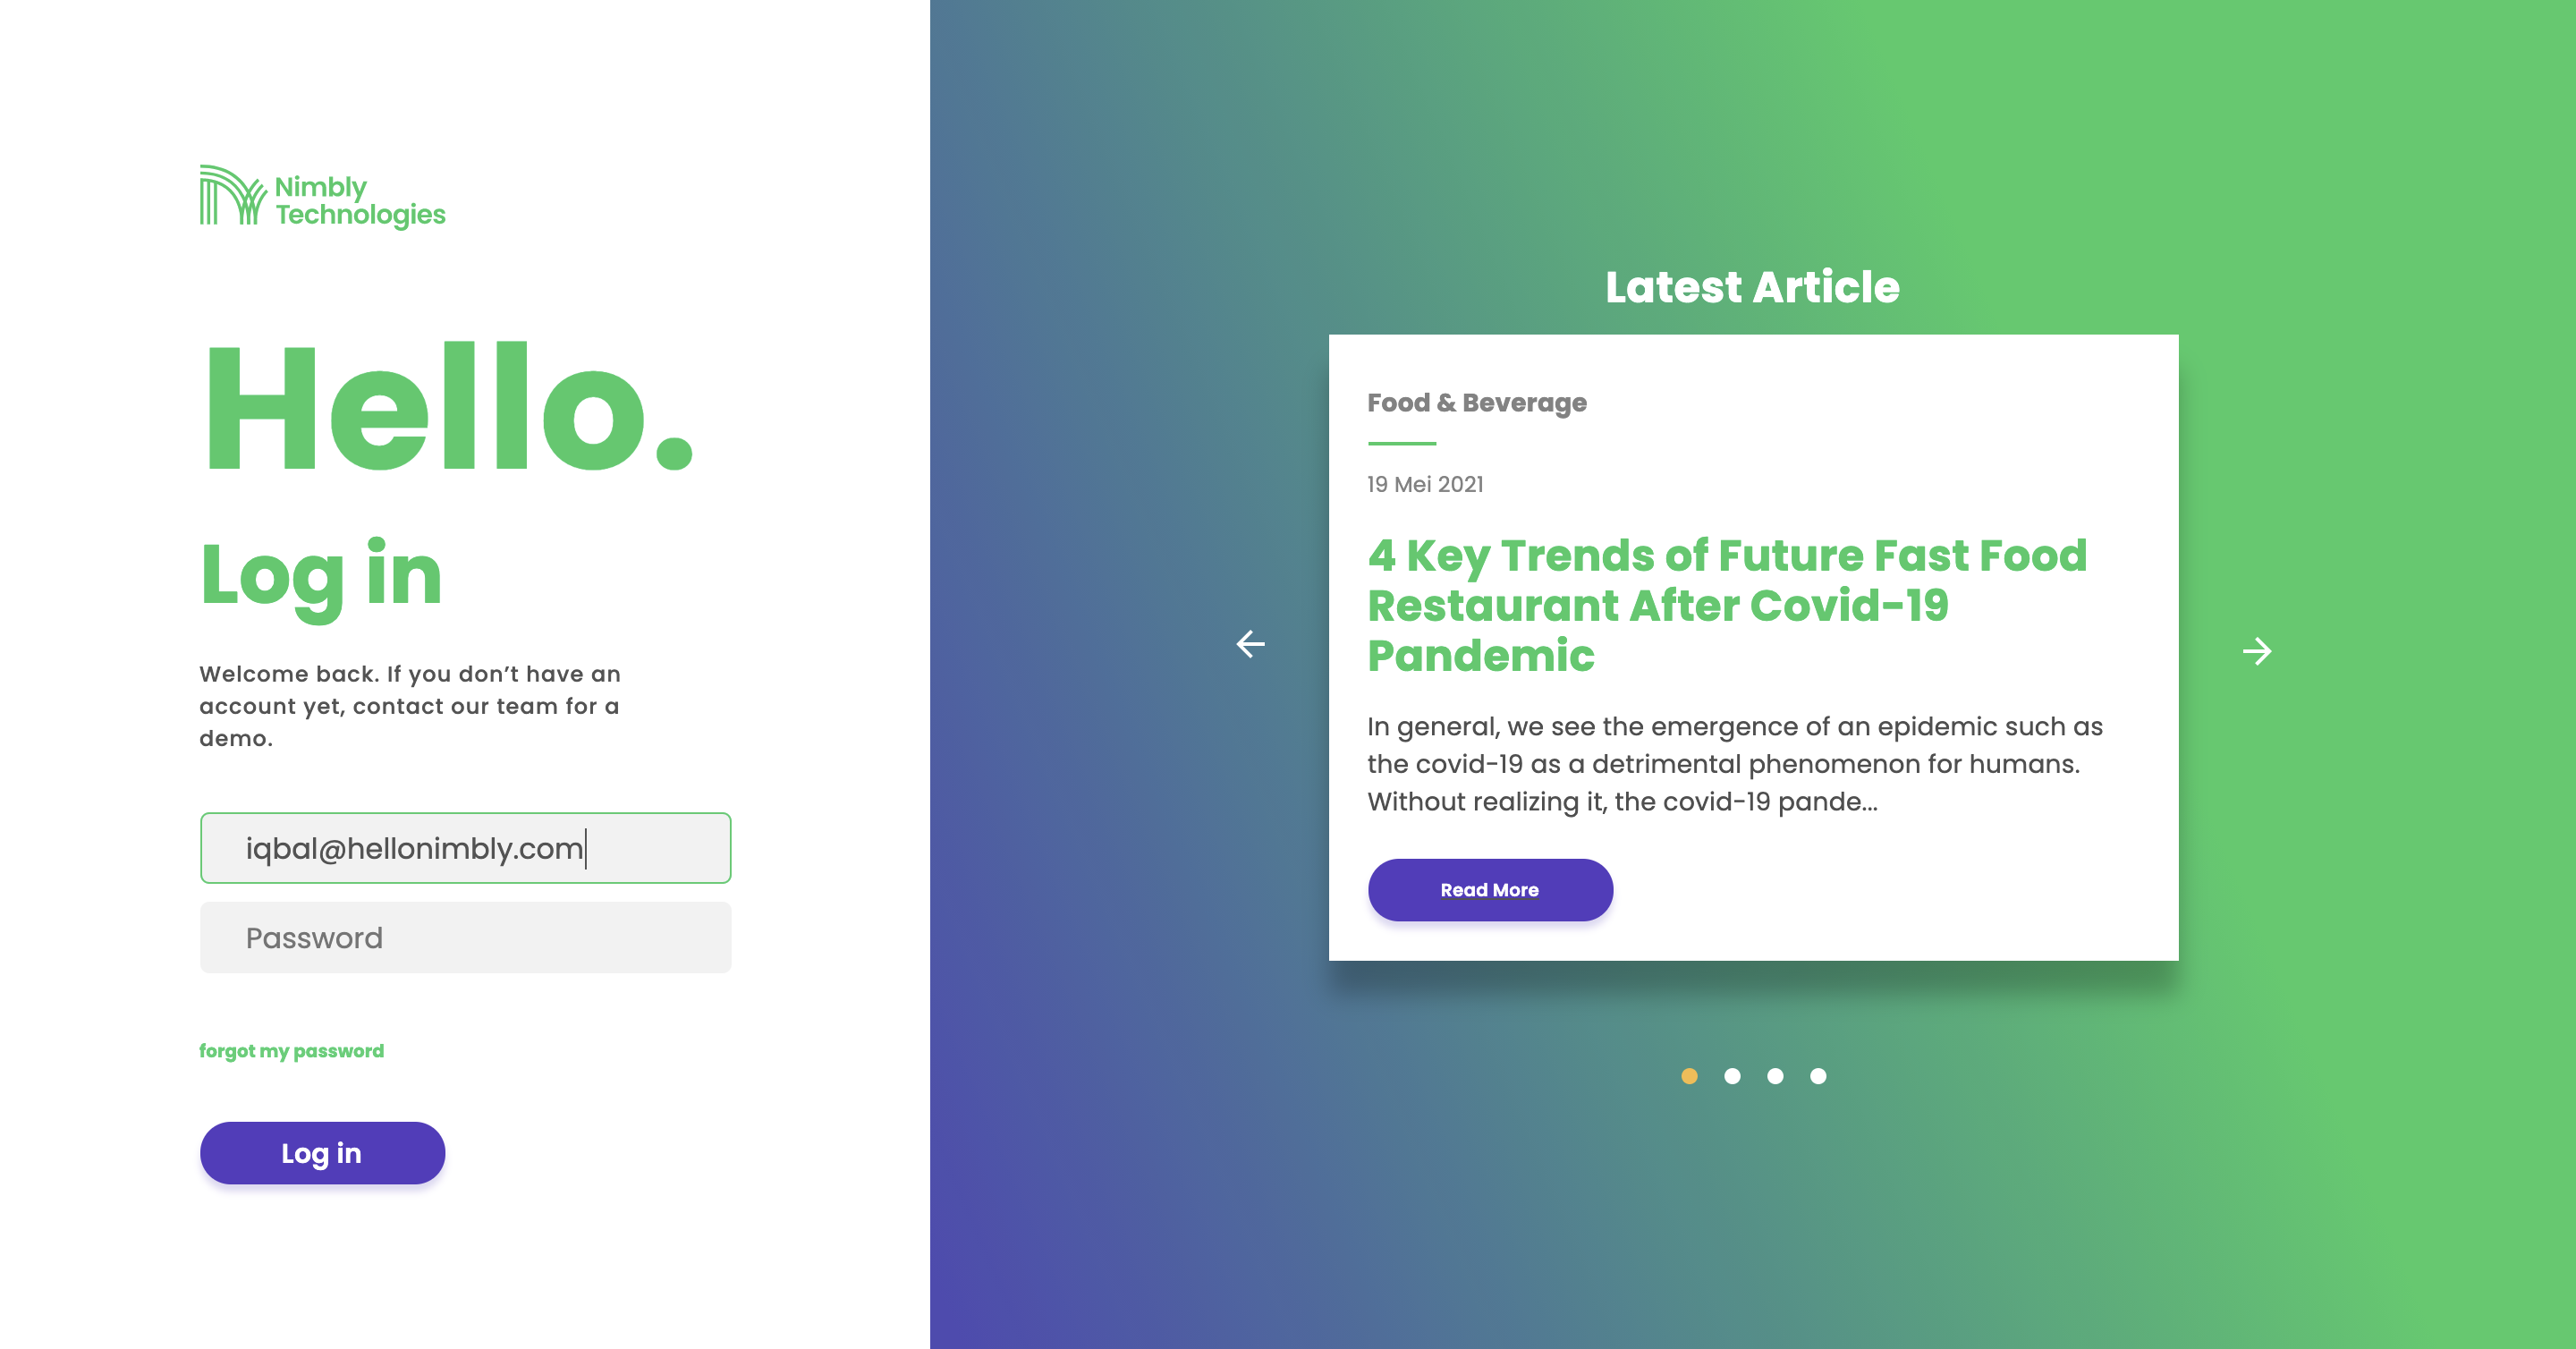 Nimbly
Technologies
Hello.
Log in
Welcome back. If you don’t have an
account yet, contact our team for a
demo.
iqbal@hellonimbly.com
Password
forgot my password
Log in
Latest Article
Food & Beverage
19 Mei 2021
4 Key Trends of Future Fast Food
Restaurant After Covid-19
Pandemic
In general, we see the emergence of an epidemic such as
the covid-19 as a detrimental phenomenon for humans.
Without realizing it, the covid-19 pande...
Read More